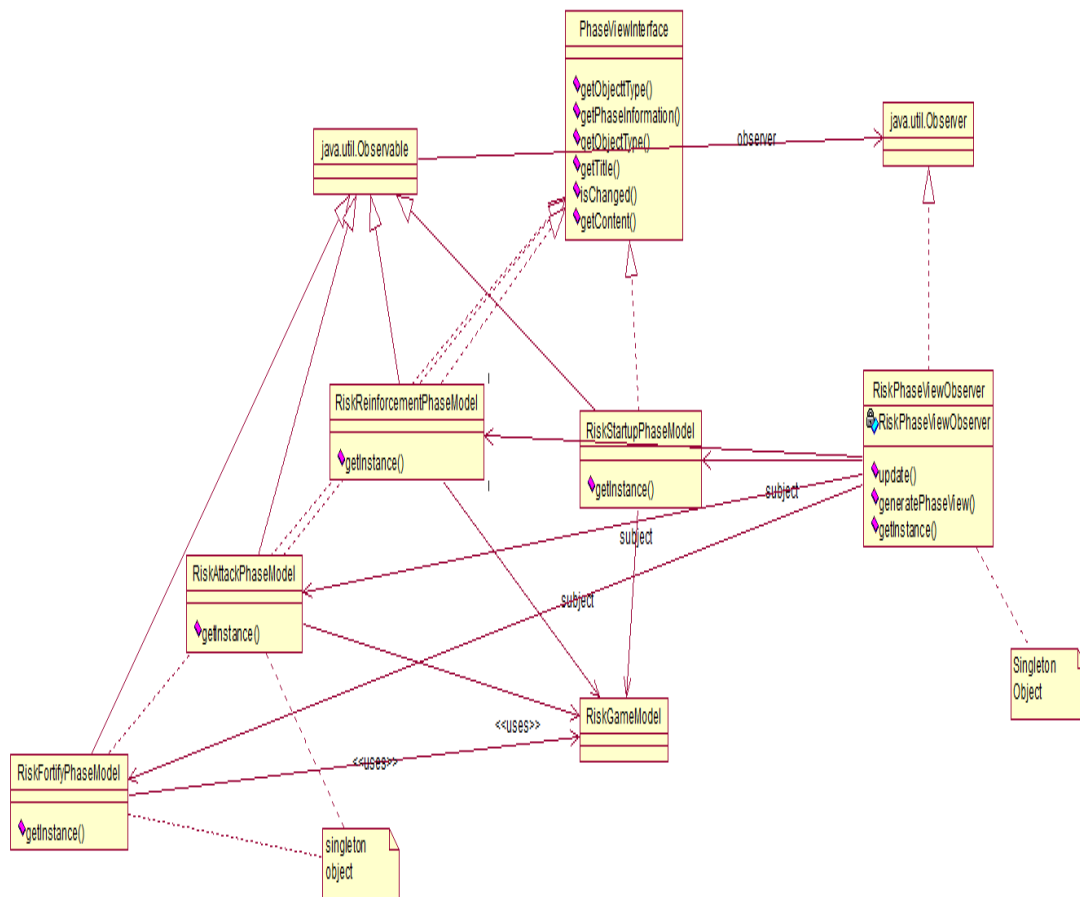 PhaseViewInterface
getObjecttType()
getPhaseInformation()
getObjectType()
getTitle()
isChanged()
getContent()
java.util.Observable
observer
java.util.Observer
RiskReinforcementPhaseModel
getInstance()
RiskStartupPhaseModel
getInstance()
RiskPhaseViewObserver
RiskPhaseViewObserver
update()
generatePhaseView()
getInstance()
subject
subject
subject
RiskAttackPhaseModel
getInstance()
Singleton
Object
RiskGameModel
<<uses>>
<<uses>>
RiskFortifyPhaseModel
getInstance()
singleton
object